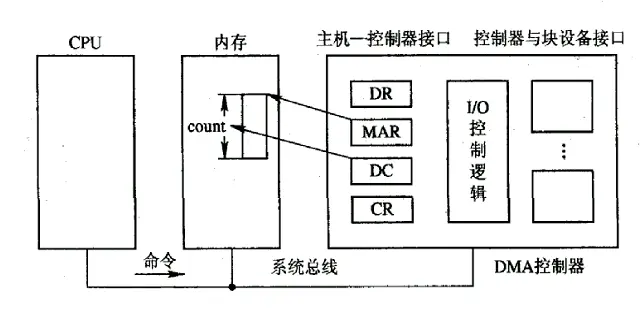 CPU
内存
主机一控制器接口
控制器与块设备接口
count
DR
MAR
DC
CR
I/O
控
制
逻
辑
...
命令
系统总线
DMA控制器